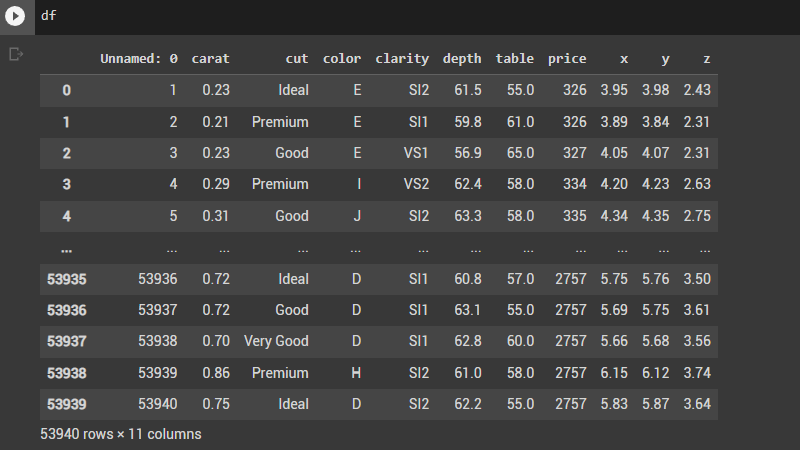 df
Unnamed: 0 carat cut color clarity depth table price x y z
0 1 0.23 Ideal E SI2 61.5 55.0 326 3.95 3.98 2.43
1 2 0.21 Premium E SI1 59.8 61.0 326 3.89 3.84 2.31
2 3 0.23 Good E VS1 56.9 65.0 327 4.05 4.07 2.31
3 4 0.29 Premium I VS2 62.4 58.0 334 4.20 4.23 2.63
4 5 0.31 Good J SI2 63.3 58.0 335 4.34 4.35 2.75
... ... ... ... ... ... ... ... ... ... ... ...
53935 53936 0.72 Ideal D SI1 60.8 57.0 2757 5.75 5.76 3.50
53936 53937 0.72 Good D SI1 63.1 55.0 2757 5.69 5.75 3.61
53937 53938 0.70 Very Good D SI1 62.8 60.0 2757 5.66 5.68 3.56
53938 53939 0.86 Premium H SI2 61.0 58.0 2757 6.15 6.12 3.74
53939 53940 0.75 Ideal D SI2 62.2 55.0 2757 5.83 5.87 3.64
53940 rows × 11 columns